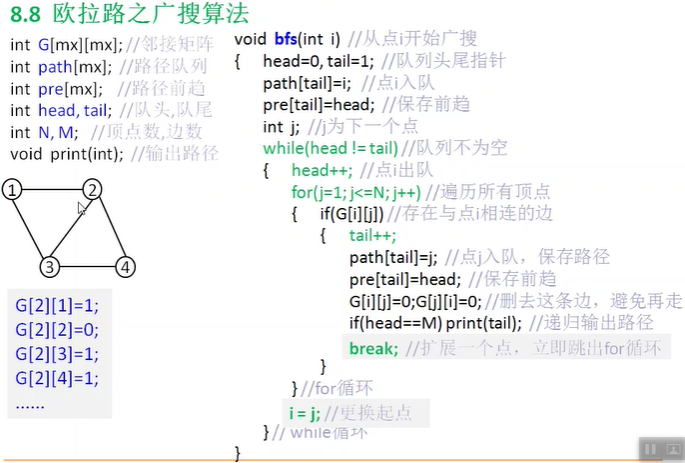 8.8 欧拉路之广搜算法
int G[mx][mx];//邻接矩阵
int path[mx]; //路径队列
int pre[mx]; //路径前趋
int head,tail; //队头,队尾
int N, M; //顶点数,边数
void print(int); //输出路径
1
2
3
4
G[2][1]=1;
G[2][2]=0;
G[2][3]=1;
G[2][4]=1;
......
void bfs(int i) //从点i开始广搜
{ head=0, tail=1; //队列头尾指针
path[tail]=i; //点i入队
pre[tail]=head; //保存前趋
int j; //j为下一个点
while(head != tail)//队列不为空
{ head++; //点i出队
for(j=1; j<=N; j++) //遍历所有顶点
{ if(G[i][j]) //存在与点i相连的边
{ tail++;
path[tail]=j; //点j入队，保存路径
pre[tail]=head; //保存前趋
G[i][j]=0;G[j][i]=0;//删去这条边，避免再走
if(head==M) print(tail); //递归输出路径
break; //扩展一个点，立即跳出for循环
}
} //for循环
i = j; //更换起点
} // while循环
}